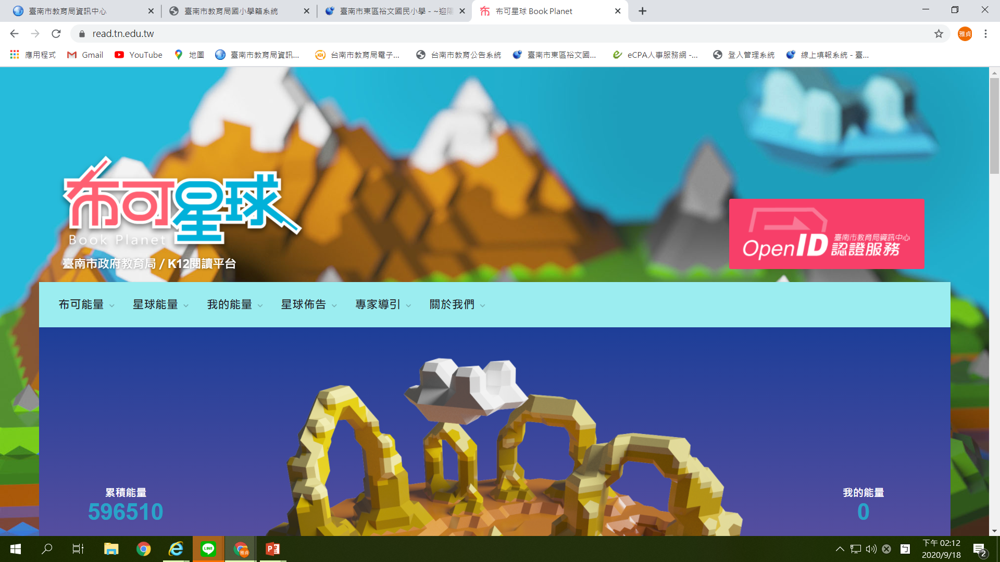 臺南市教育局資訊中心
臺南市教育局國小學籍系統
臺南市東區裕文國民小學 - ~迎陽
布可星球 Book Planet
read.tn.edu.tw
雅貞
應用程式
Gmail
YouTube
地圖
臺南市教育局資訊...
台南市教育局電子...
台南市教育公告系統
臺南市東區裕文國...
eCPA人事服務網 -...
登入管理系統
線上填報系統 - 臺...
布可星球
Book Planet
臺南市政府教育局 / K12閱讀平台
臺南市教育局資訊中心
OpenID 認證服務
布可能量
星球能量
我的能量
星球佈告
專家導引
關於我們
累積能量
596510
我的能量
0
LINE
下午 02:12
2020/9/18
2